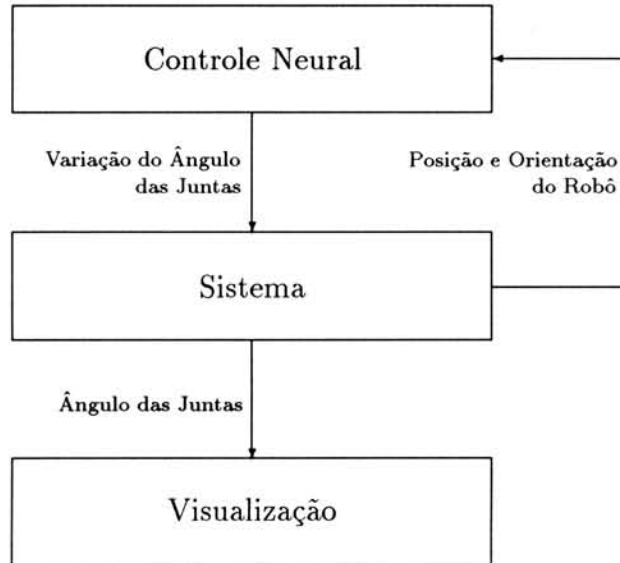 Controle Neural
Variação do Ângulo
das Juntas
Posição e Orientação
do Robô
Sistema
Ângulo das Juntas
Visualização